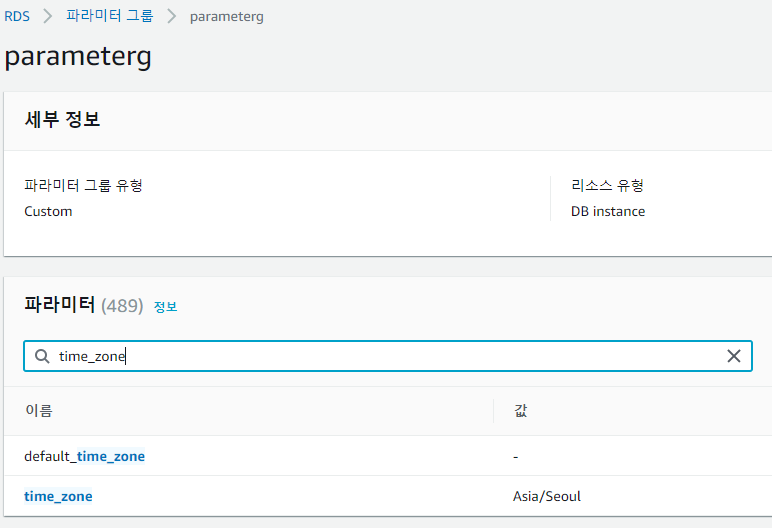 RDS > 파라미터 그룹 > parameterg
parameterg
세부 정보
파라미터 그룹 유형
Custom
리소스 유형
DB instance
파라미터 (489) 정보
time_zone
이름 값
default_time_zone -
time_zone Asia/Seoul